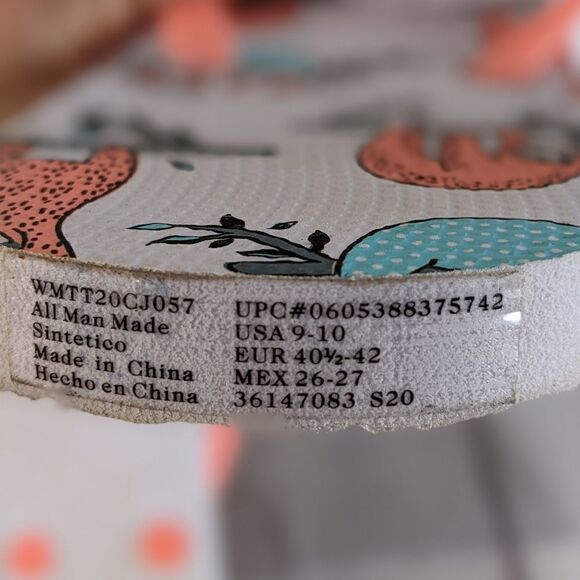 WMTT20CJ057
All Man Made
Sintetico
Made in China
Hecho en China
UPC#0605388375742
USA 9-10
EUR 40½-42
MEX 26-27
36147083 S20